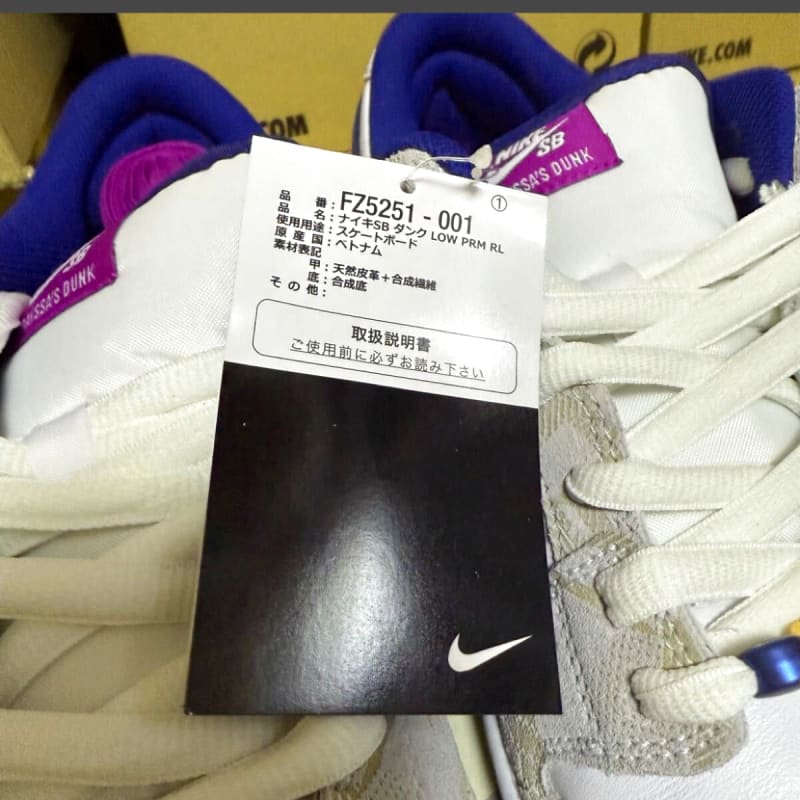 .COM
NIKE.COM
NIKE
SB
SSA'S DUNK
SB
RISSA'S DUNK
①
品番:FZ5251-001
品名:ナイキSB ダンク LOW PRM RL
使用用途:スケートボード
原産国:ベトナム
素材表記
甲:天然皮革+合成繊維
底:合成底
その他:
取扱説明書
ご使用前に必ずお読み下さい